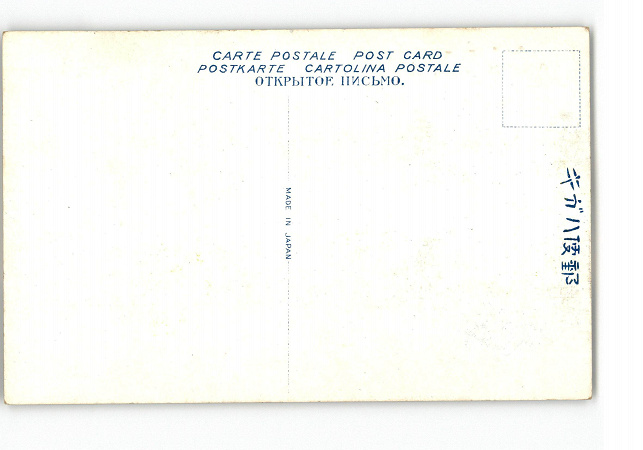 CARTE POSTALE POST CARD
POSTKARTE CARTOLINA POSTALE
ОТКРЫТОЕ ПИСЬМО.
MADE IN JAPAN
郵便ハガキ